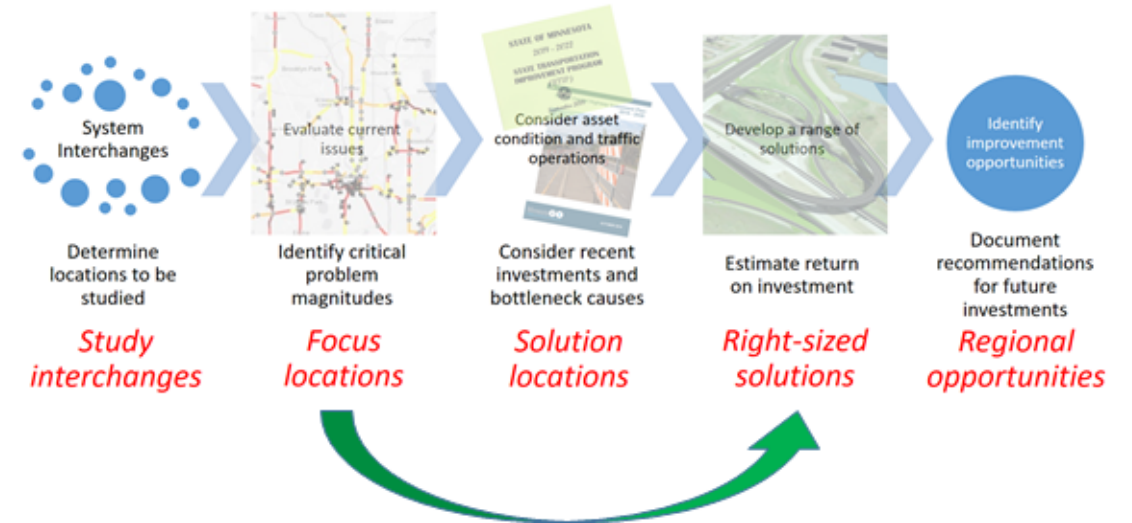 System
Interchanges
Determine
locations to be
studied
Study
interchanges
Evaluate current
issues
Identify critical
problem
magnitudes
Focus
locations
STATE OF MINNESOTA
2019 - 2022
STATE TRANSPORTATION
IMPROVEMENT PROGRAM
Consider asset
condition and traffic
operations
Consider recent
investments and
bottleneck causes
Solution
locations
Develop a range of
solutions
Estimate return
on investment
Right-sized
solutions
Identify
improvement
opportunities
Document
recommendations
for future
investments
Regional
opportunities